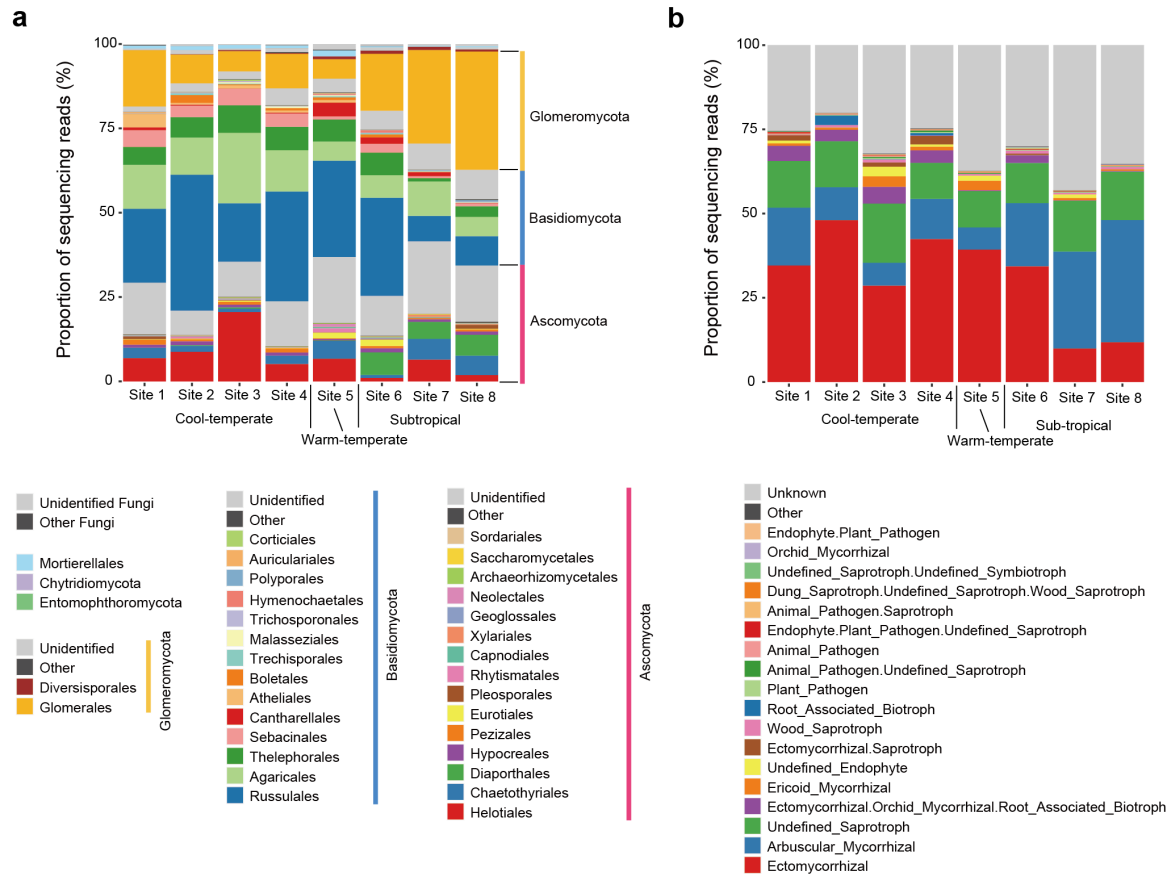 a
Proportion of sequencing reads (%)
100
75
50
25
0
Site 1 Site 2 Site 3 Site 4 Site 5 Site 6 Site 7 Site 8
Cool-temperate
Subtropical
Warm-temperate
Glomeromycota
Basidiomycota
Ascomycota
b
Proportion of sequencing reads (%)
100
75
50
25
0
Site 1 Site 2 Site 3 Site 4 Site 5 Site 6 Site 7 Site 8
Cool-temperate
Sub-tropical
Warm-temperate
Unidentified Fungi
Other Fungi
Mortierellales
Chytridiomycota
Entomophthoromycota
Unidentified
Other
Diversisporales
Glomerales
Glomeromycota
Unidentified
Other
Corticiales
Auriculariales
Polyporales
Hymenochaetales
Trichosporonales
Malasseziales
Trechisporales
Boletales
Atheliales
Cantharellales
Sebacinales
Thelephorales
Agaricales
Russulales
Basidiomycota
Unidentified
Other
Sordariales
Saccharomycetales
Archaeorhizomycetales
Neolectales
Geoglossales
Xylariales
Capnodiales
Rhytismatales
Pleosporales
Eurotiales
Pezizales
Hypocreales
Diaporthales
Chaetothyriales
Helotiales
Ascomycota
Unknown
Other
Endophyte.Plant_Pathogen
Orchid_Mycorrhizal
Undefined_Saprotroph.Undefined_Symbiotroph
Dung_Saprotroph.Undefined_Saprotroph.Wood_Saprotroph
Animal_Pathogen.Saprotroph
Endophyte.Plant_Pathogen.Undefined_Saprotroph
Animal_Pathogen
Animal_Pathogen.Undefined_Saprotroph
Plant_Pathogen
Root_Associated_Biotroph
Wood_Saprotroph
Ectomycorrhizal.Saprotroph
Undefined_Endophyte
Ericoid_Mycorrhizal
Ectomycorrhizal.Orchid_Mycorrhizal.Root_Associated_Biotroph
Undefined_Saprotroph
Arbuscular_Mycorrhizal
Ectomycorrhizal